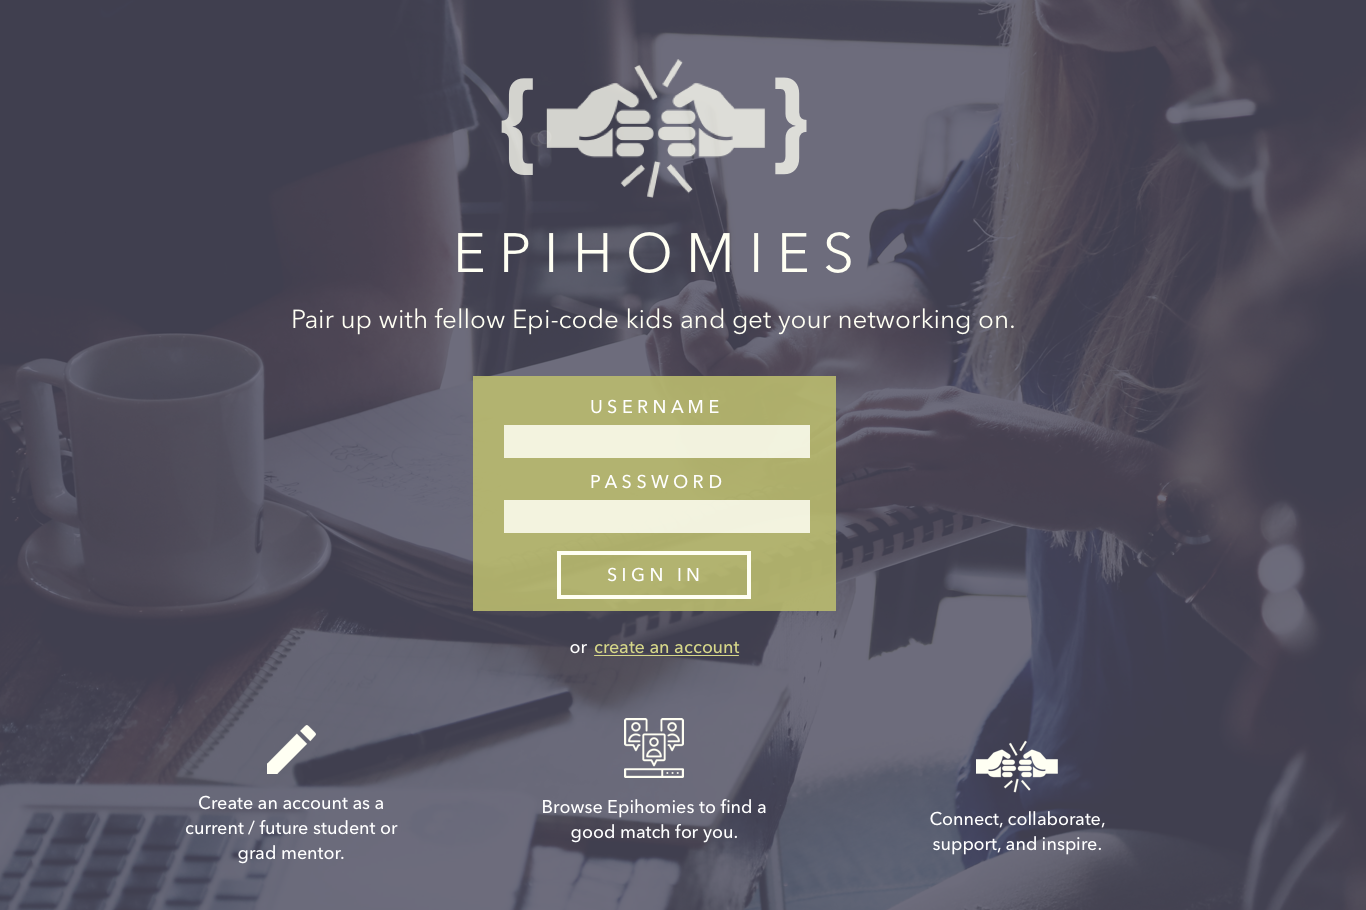 { }
EPIHOMIES
Pair up with fellow Epi-code kids and get your networking on.
USERNAME
PASSWORD
SIGN IN
or create an account
Create an account as a
current / future student or
grad mentor.
Browse Epihomies to find a
good match for you.
Connect, collaborate,
support, and inspire.